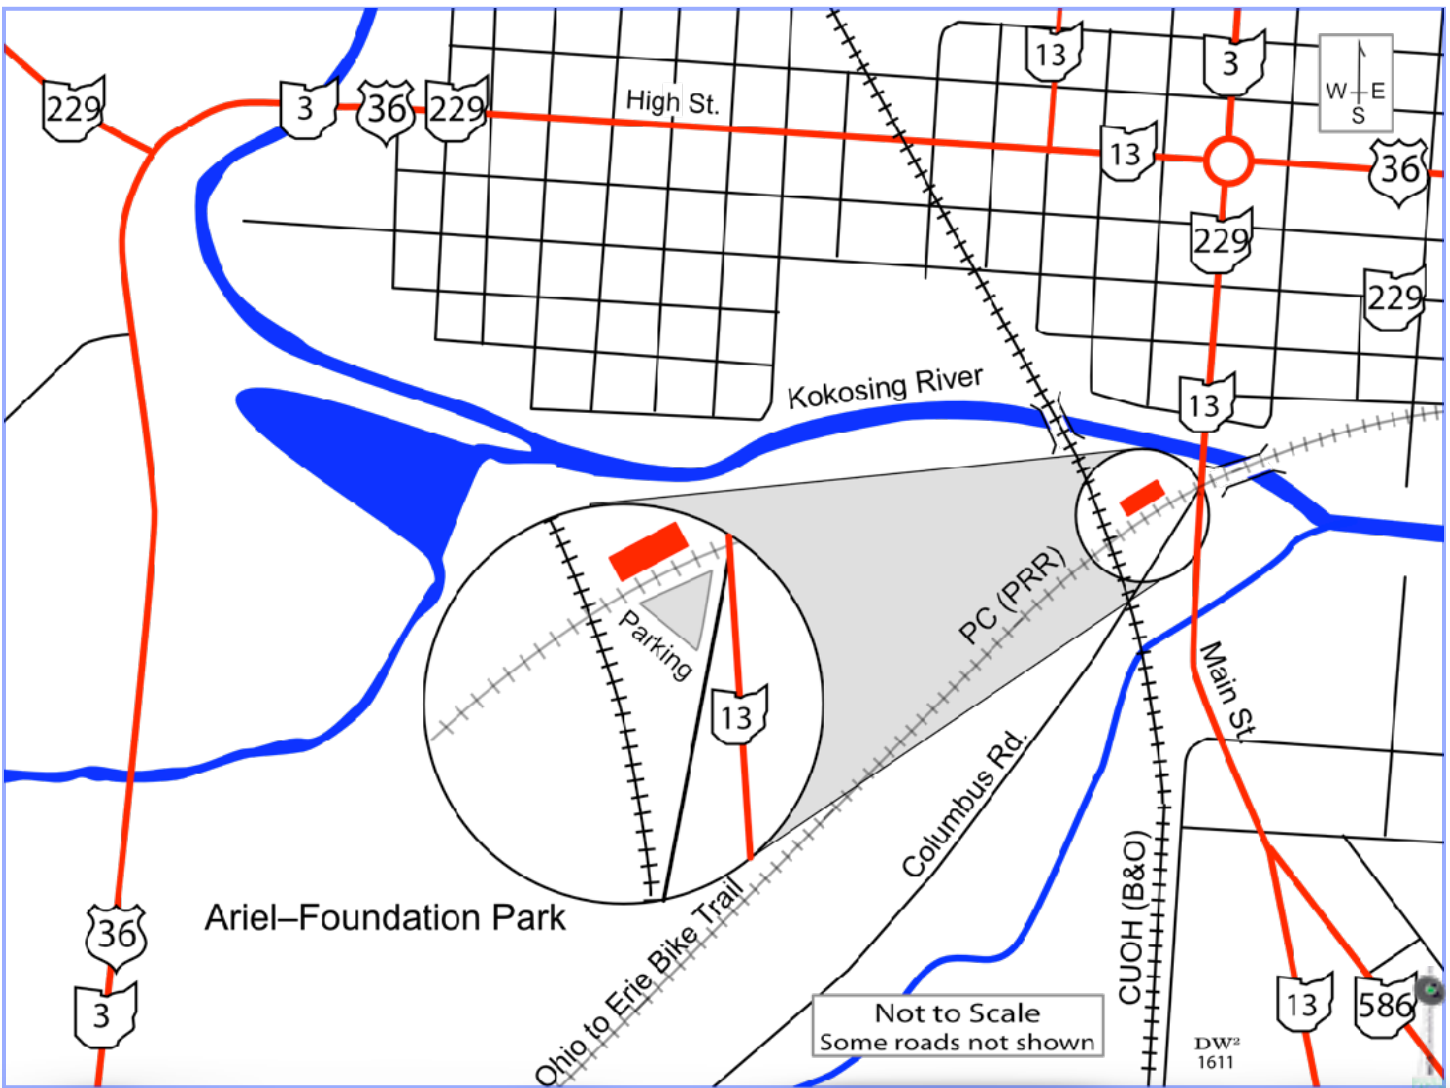 13
3
W E
S
229
3
36
229
High St.
13
36
229
229
Kokosing River
13
PC (PRR)
Parking
Main St
13
Columbus Rd.
CUOH (B&O)
Ohio to Erie Bike Trail
Ariel–Foundation Park
36
3
13
586
Not to Scale
Some roads not shown
DW²
1611